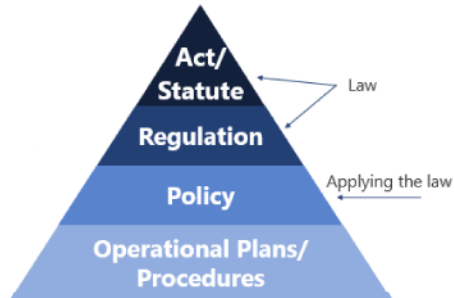 Act/
Statute
Law
Regulation
Applying the law
Policy
Operational Plans/
Procedures